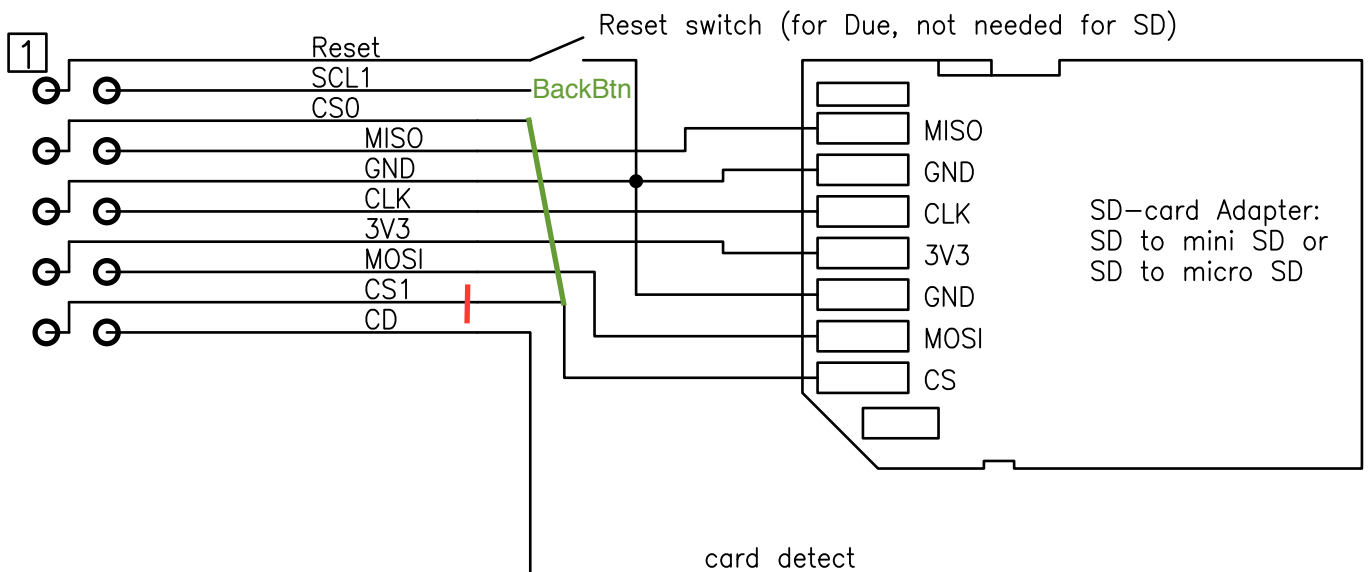 Reset switch (for Due, not needed for SD)
1
Reset
SCL1
BackBtn
CS0
MISO
GND
CLK
3V3
MOSI
CS1
CD
MISO
GND
CLK
3V3
GND
MOSI
CS
SD-card Adapter:
SD to mini SD or
SD to micro SD
card detect